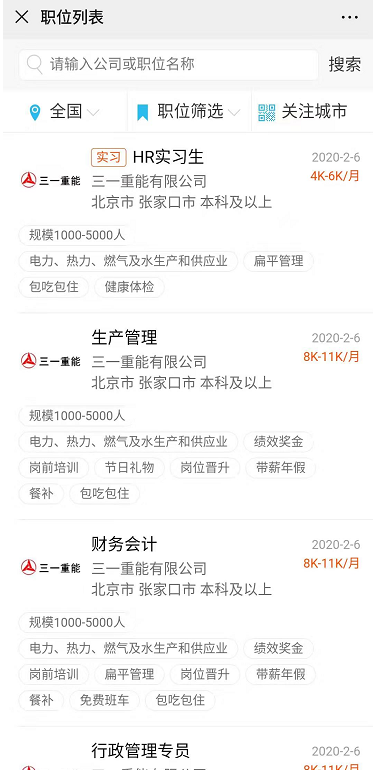 职位列表
请输入公司或职位名称 搜索
全国 职位筛选 关注城市
实习 HR实习生 2020-2-6
三一重能 三一重能有限公司 4K-6K/月
北京市 张家口市 本科及以上
规模1000-5000人
电力、热力、燃气及水生产和供应业 扁平管理
包吃包住 健康体检
生产管理 2020-2-6
三一重能 三一重能有限公司 8K-11K/月
北京市 张家口市 本科及以上
规模1000-5000人
电力、热力、燃气及水生产和供应业 绩效奖金
岗前培训 节日礼物 岗位晋升 带薪年假
餐补 包吃包住
财务会计 2020-2-6
三一重能 三一重能有限公司 8K-11K/月
北京市 张家口市 本科及以上
规模1000-5000人
电力、热力、燃气及水生产和供应业 绩效奖金
岗前培训 扁平管理 岗位晋升 带薪年假
餐补 免费班车 包吃包住
行政管理专员 2020-2-6
三一重能有限公司 8K-11K/月